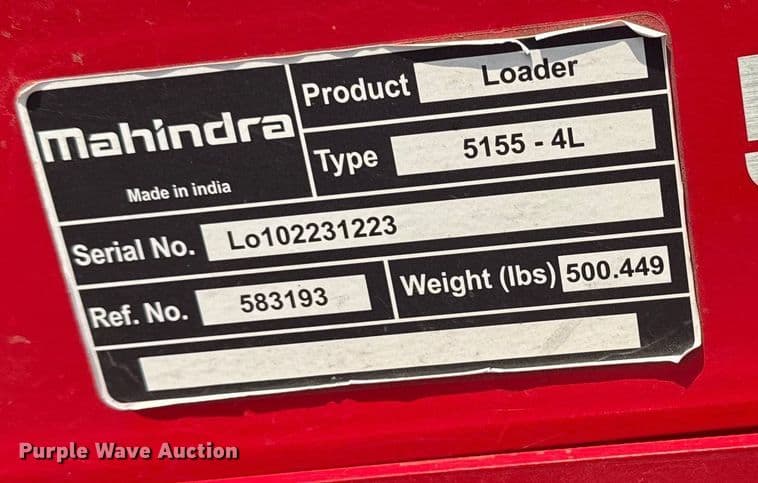 mahindra
Made in india
Product Loader
Type 5155 - 4L
Serial No. Lo102231223
Ref. No. 583193
Weight (lbs) 500.449
Purple Wave Auction